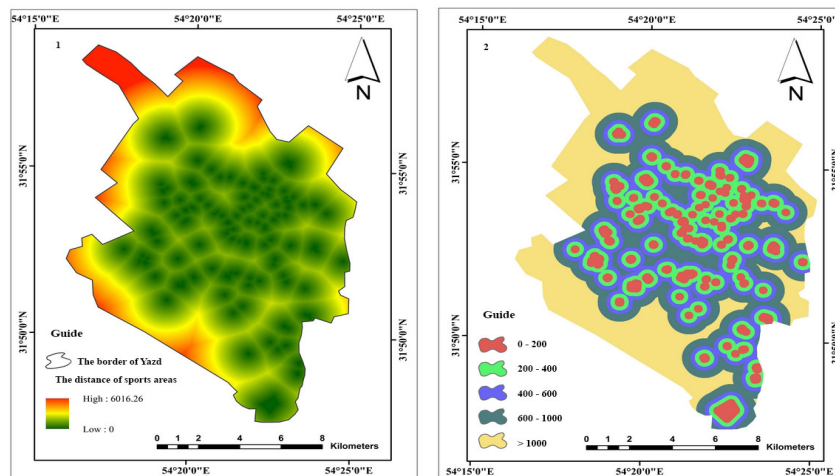 54°15'0"E
54°20'0"E
54°25'0"E
1
N
31°55'0"N
31°50'0"N
Guide
The border of Yazd
The distance of sports areas
High : 6016.26
Low : 0
0 1 2 4 6 8
Kilometers
31°55'0"N
31°50'0"N
54°20'0"E
54°25'0"E
54°15'0"E
54°20'0"E
54°25'0"E
2
N
31°55'0"N
31°50'0"N
Guide
0 - 200
200 - 400
400 - 600
600 - 1000
> 1000
0 1 2 4 6 8
Kilometers
54°15'0"E
54°20'0"E
54°25'0"E